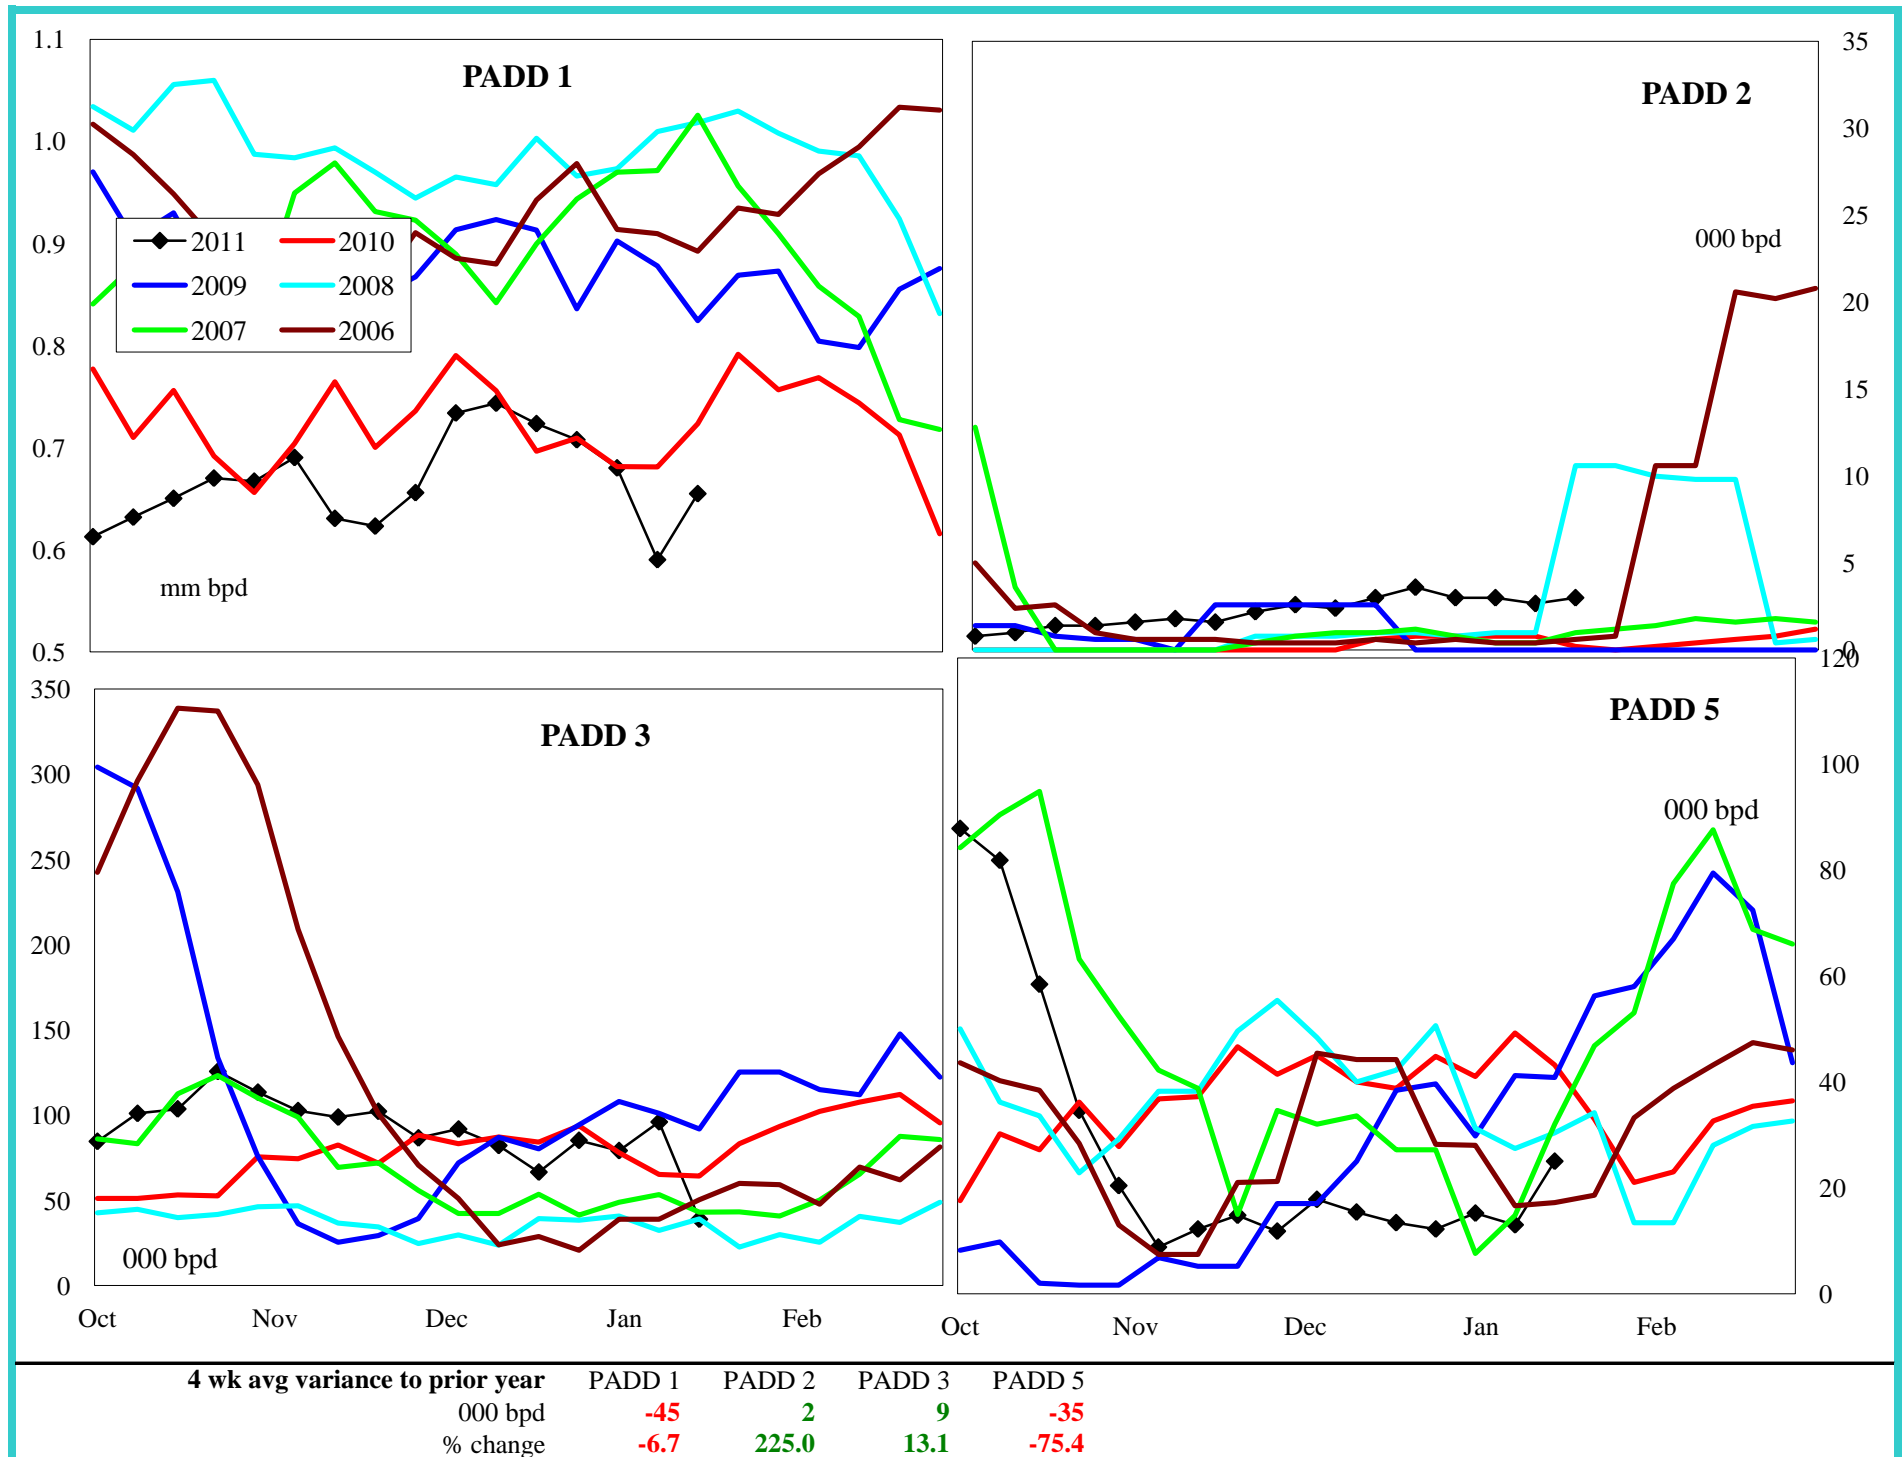 PADD 1
1.1
1.0
0.9
0.8
0.7
0.6
0.5
2011
2010
2009
2008
2007
2006
mm bpd
PADD 2
35
30
25
20
15
10
5
0
000 bpd
PADD 3
350
300
250
200
150
100
50
0
000 bpd
Oct Nov Dec Jan Feb
PADD 5
120
100
80
60
40
20
0
000 bpd
Oct Nov Dec Jan Feb
4 wk avg variance to prior year PADD 1 PADD 2 PADD 3 PADD 5
000 bpd -45 2 9 -35
% change -6.7 225.0 13.1 -75.4